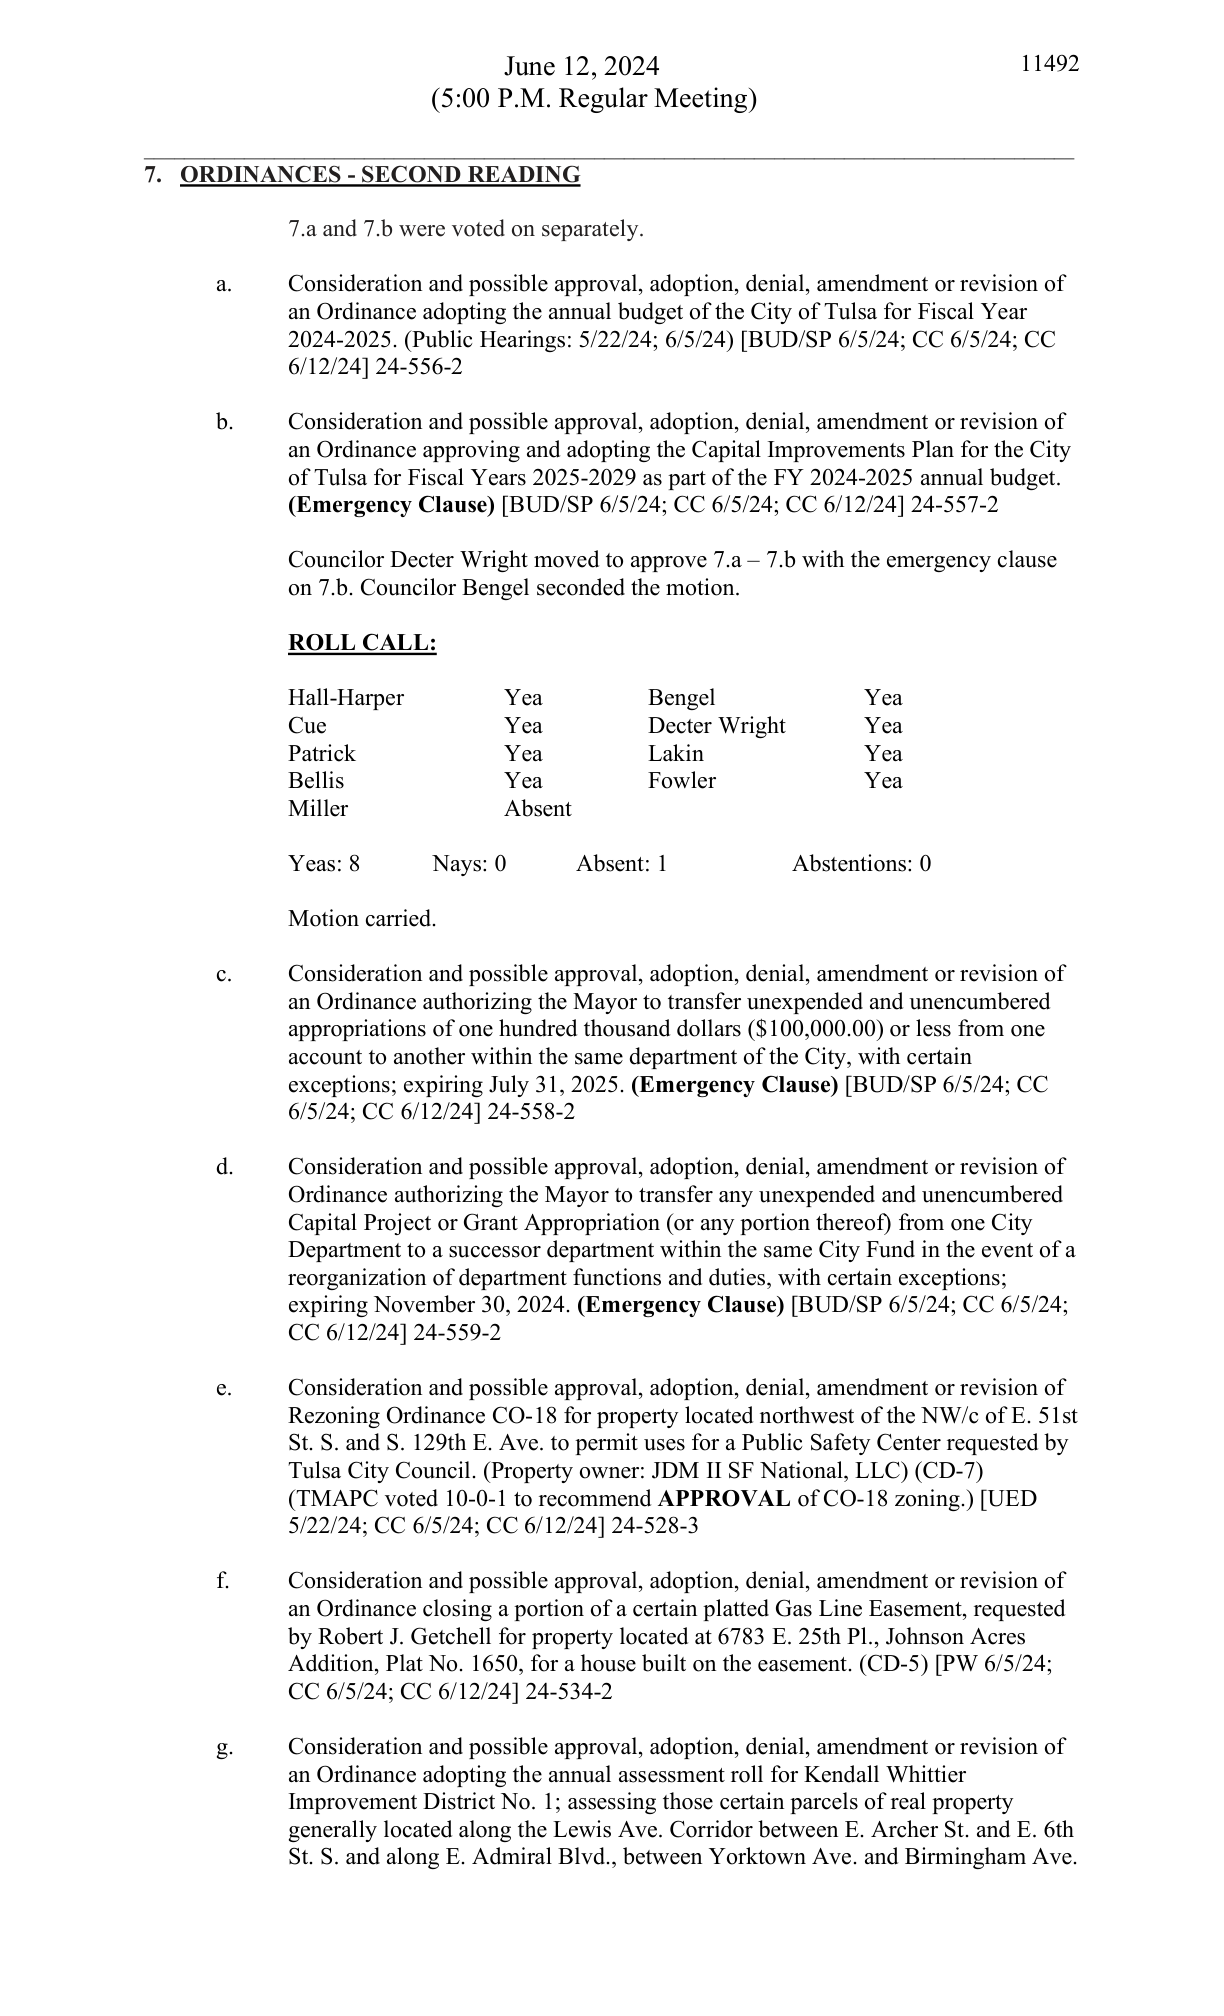 June 12, 2024 11492
(5:00 P.M. Regular Meeting)
7. ORDINANCES - SECOND READING
7.a and 7.b were voted on separately.
a. Consideration and possible approval, adoption, denial, amendment or revision of
an Ordinance adopting the annual budget of the City of Tulsa for Fiscal Year
2024-2025. (Public Hearings: 5/22/24; 6/5/24) [BUD/SP 6/5/24; CC 6/5/24; CC
6/12/24] 24-556-2
b. Consideration and possible approval, adoption, denial, amendment or revision of
an Ordinance approving and adopting the Capital Improvements Plan for the City
of Tulsa for Fiscal Years 2025-2029 as part of the FY 2024-2025 annual budget.
(Emergency Clause) [BUD/SP 6/5/24; CC 6/5/24; CC 6/12/24] 24-557-2
Councilor Decter Wright moved to approve 7.a – 7.b with the emergency clause
on 7.b. Councilor Bengel seconded the motion.
ROLL CALL:
Hall-Harper Yea Bengel Yea
Cue Yea Decter Wright Yea
Patrick Yea Lakin Yea
Bellis Yea Fowler Yea
Miller Absent
Yeas: 8 Nays: 0 Absent: 1 Abstentions: 0
Motion carried.
c. Consideration and possible approval, adoption, denial, amendment or revision of
an Ordinance authorizing the Mayor to transfer unexpended and unencumbered
appropriations of one hundred thousand dollars ($100,000.00) or less from one
account to another within the same department of the City, with certain
exceptions; expiring July 31, 2025. (Emergency Clause) [BUD/SP 6/5/24; CC
6/5/24; CC 6/12/24] 24-558-2
d. Consideration and possible approval, adoption, denial, amendment or revision of
Ordinance authorizing the Mayor to transfer any unexpended and unencumbered
Capital Project or Grant Appropriation (or any portion thereof) from one City
Department to a successor department within the same City Fund in the event of a
reorganization of department functions and duties, with certain exceptions;
expiring November 30, 2024. (Emergency Clause) [BUD/SP 6/5/24; CC 6/5/24;
CC 6/12/24] 24-559-2
e. Consideration and possible approval, adoption, denial, amendment or revision of
Rezoning Ordinance CO-18 for property located northwest of the NW/c of E. 51st
St. S. and S. 129th E. Ave. to permit uses for a Public Safety Center requested by
Tulsa City Council. (Property owner: JDM II SF National, LLC) (CD-7)
(TMAPC voted 10-0-1 to recommend APPROVAL of CO-18 zoning.) [UED
5/22/24; CC 6/5/24; CC 6/12/24] 24-528-3
f. Consideration and possible approval, adoption, denial, amendment or revision of
an Ordinance closing a portion of a certain platted Gas Line Easement, requested
by Robert J. Getchell for property located at 6783 E. 25th Pl., Johnson Acres
Addition, Plat No. 1650, for a house built on the easement. (CD-5) [PW 6/5/24;
CC 6/5/24; CC 6/12/24] 24-534-2
g. Consideration and possible approval, adoption, denial, amendment or revision of
an Ordinance adopting the annual assessment roll for Kendall Whittier
Improvement District No. 1; assessing those certain parcels of real property
generally located along the Lewis Ave. Corridor between E. Archer St. and E. 6th
St. S. and along E. Admiral Blvd., between Yorktown Ave. and Birmingham Ave.